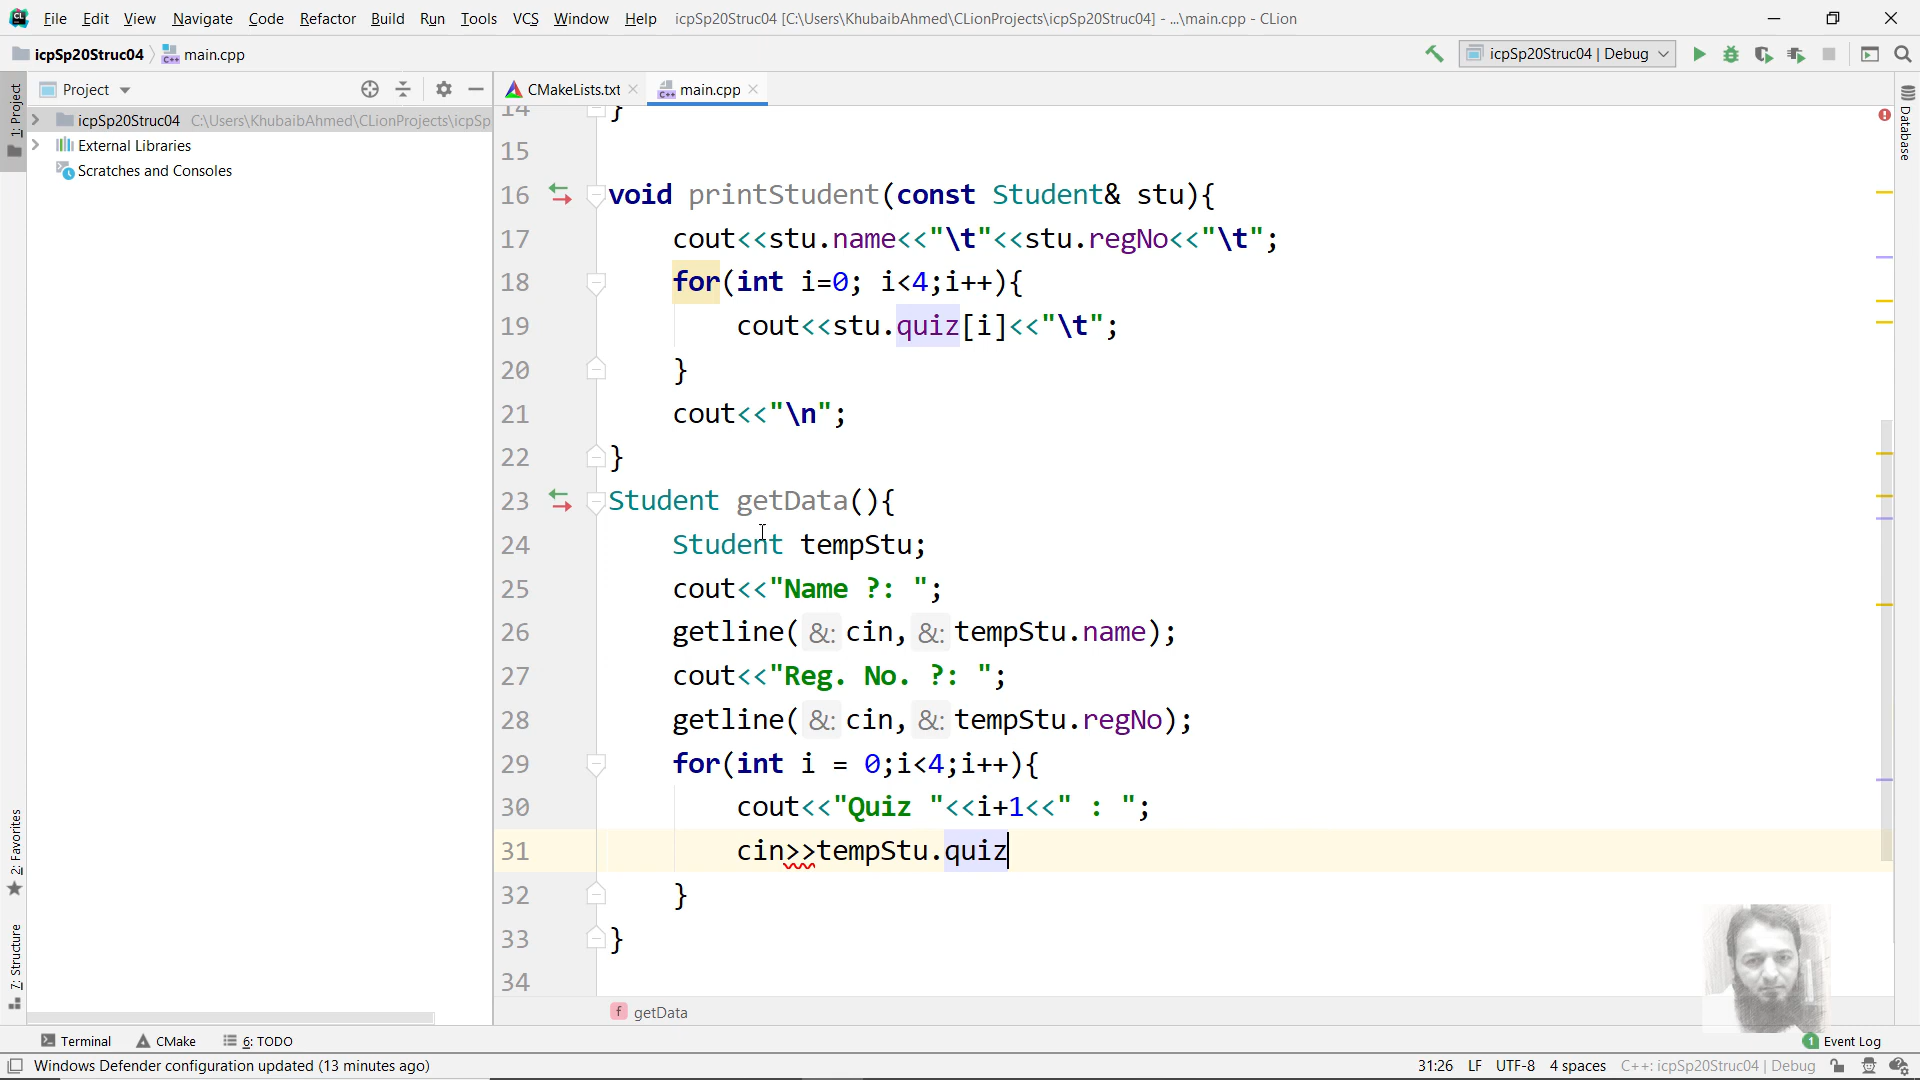 File Edit View Navigate Code Refactor Build Run Tools VCS Window Help icpSp20Struc04 [C:\Users\KhubaibAhmed\CLionProjects\icpSp20Struc04] - ...\main.cpp - CLion
icpSp20Struc04 main.cpp icpSp20Struc04 | Debug
Project CMakeLists.txt main.cpp
1: Project
icpSp20Struc04 C:\Users\KhubaibAhmed\CLionProjects\icpSp
External Libraries
Scratches and Consoles
Database
14 }
15
16 void printStudent(const Student& stu){
17 cout<<stu.name<<"\t"<<stu.regNo<<"\t";
18 for(int i=0; i<4;i++){
19 cout<<stu.quiz[i]<<"\t";
20 }
21 cout<<"\n";
22 }
23 Student getData(){
24 Student tempStu;
25 cout<<"Name ?: ";
26 getline( &: cin, &: tempStu.name);
27 cout<<"Reg. No. ?: ";
28 getline( &: cin, &: tempStu.regNo);
29 for(int i = 0;i<4;i++){
30 cout<<"Quiz "<<i+1<<" : ";
31 cin>>tempStu.quiz
32 }
33 }
34
2: Favorites
7: Structure
f getData
Terminal CMake 6: TODO 1 Event Log
Windows Defender configuration updated (13 minutes ago) 31:26 LF UTF-8 4 spaces C++: icpSp20Struc04 | Debug